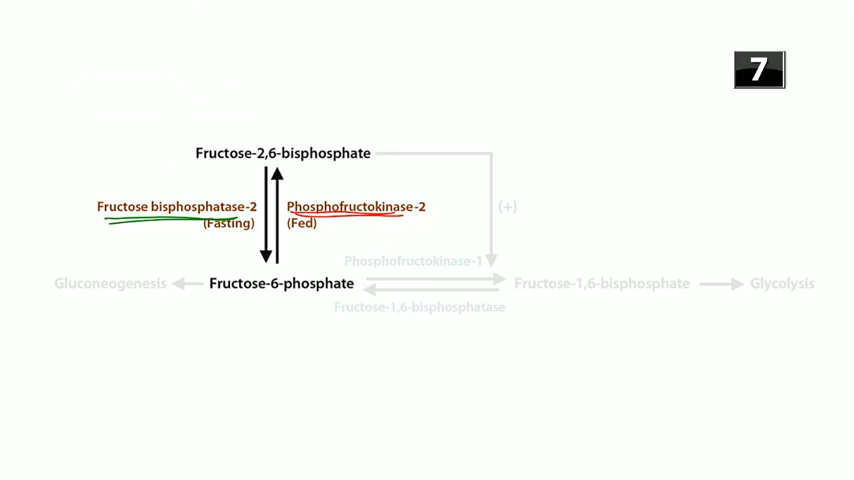 7
Fructose-2,6-bisphosphate
Fructose bisphosphatase-2
(Fasting)
Phosphofructokinase-2
(Fed)
(+)
Phosphofructokinase-1
Gluconeogenesis
Fructose-6-phosphate
Fructose-1,6-bisphosphate
Glycolysis
Fructose-1,6-bisphosphatase